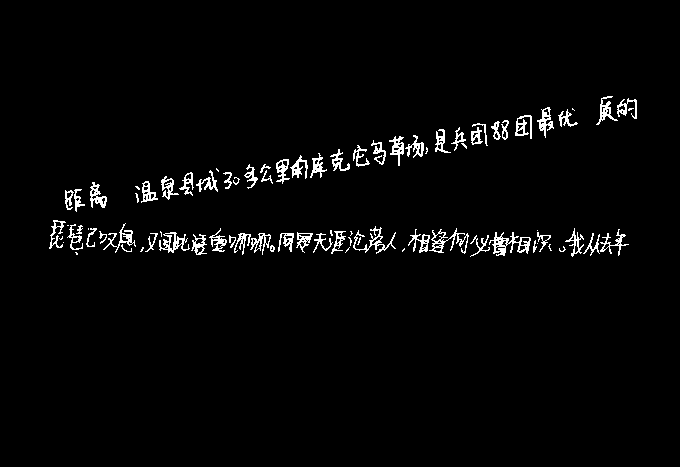 距离 温泉县城30多公里的库克它乌草场,是兵团88团最优 质的
琵琶已叹息,又闻此语重唧唧。同是天涯沦落人,相逢何必曾相识。我从去年